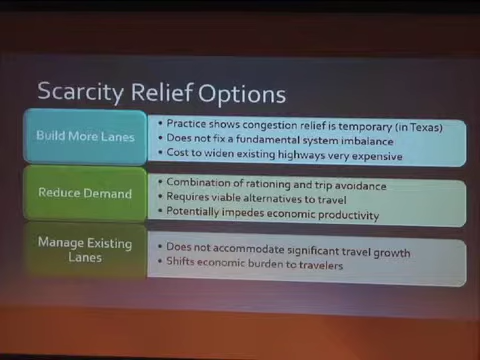 Scarcity Relief Options
Build More Lanes
• Practice shows congestion relief is temporary (in Texas)
• Does not fix a fundamental system imbalance
• Cost to widen existing highways very expensive
Reduce Demand
• Combination of rationing and trip avoidance
• Requires viable alternatives to travel
• Potentially impedes economic productivity
Manage Existing
Lanes
• Does not accommodate significant travel growth
• Shifts economic burden to travelers